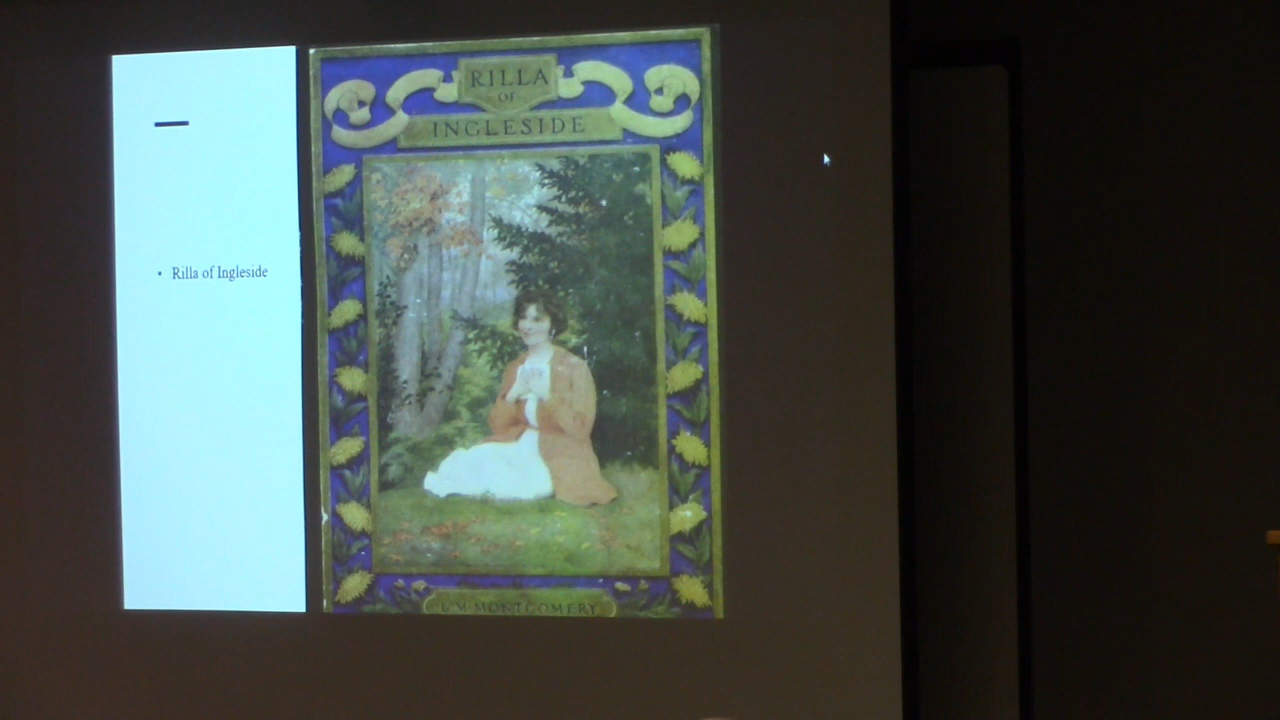 • Rilla of Ingleside
RILLA
OF
INGLESIDE
L. M. MONTGOMERY